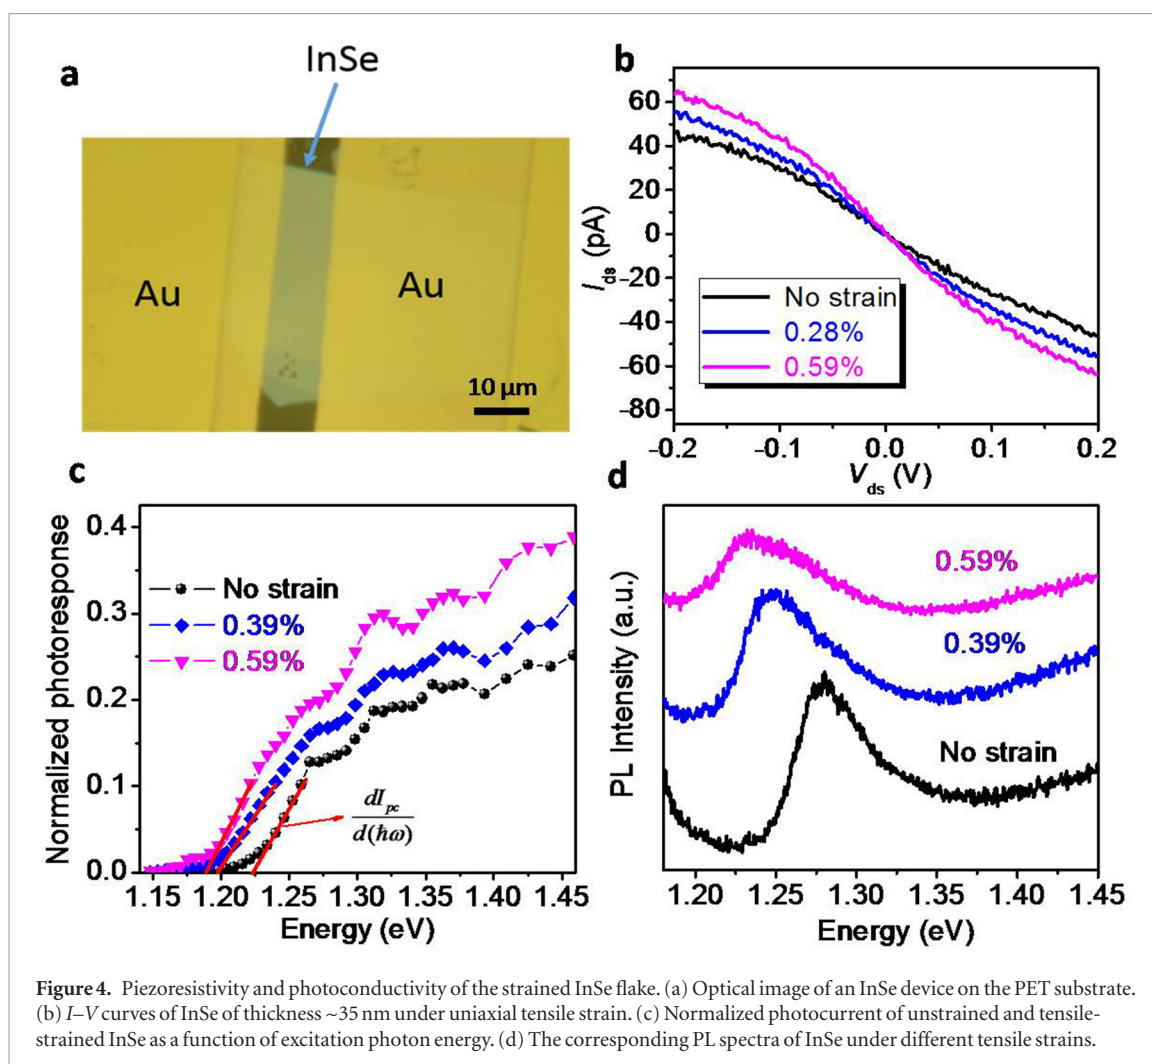 a
InSe
Au
Au
10 µm
b
60
40
20
0
−20
−40
−60
−80
I_ds (pA)
No strain
0.28%
0.59%
−0.2
−0.1
0.0
0.1
0.2
V_ds (V)
c
0.4
0.3
0.2
0.1
0.0
Normalized photoresponse
No strain
0.39%
0.59%
dI_pc
d(ħω)
1.15
1.20
1.25
1.30
1.35
1.40
1.45
Energy (eV)
d
PL Intensity (a.u.)
0.59%
0.39%
No strain
1.20
1.25
1.30
1.35
1.40
1.45
Energy (eV)
Figure 4. Piezoresistivity and photoconductivity of the strained InSe flake. (a) Optical image of an InSe device on the PET substrate.
(b) I–V curves of InSe of thickness ~35 nm under uniaxial tensile strain. (c) Normalized photocurrent of unstrained and tensile-
strained InSe as a function of excitation photon energy. (d) The corresponding PL spectra of InSe under different tensile strains.